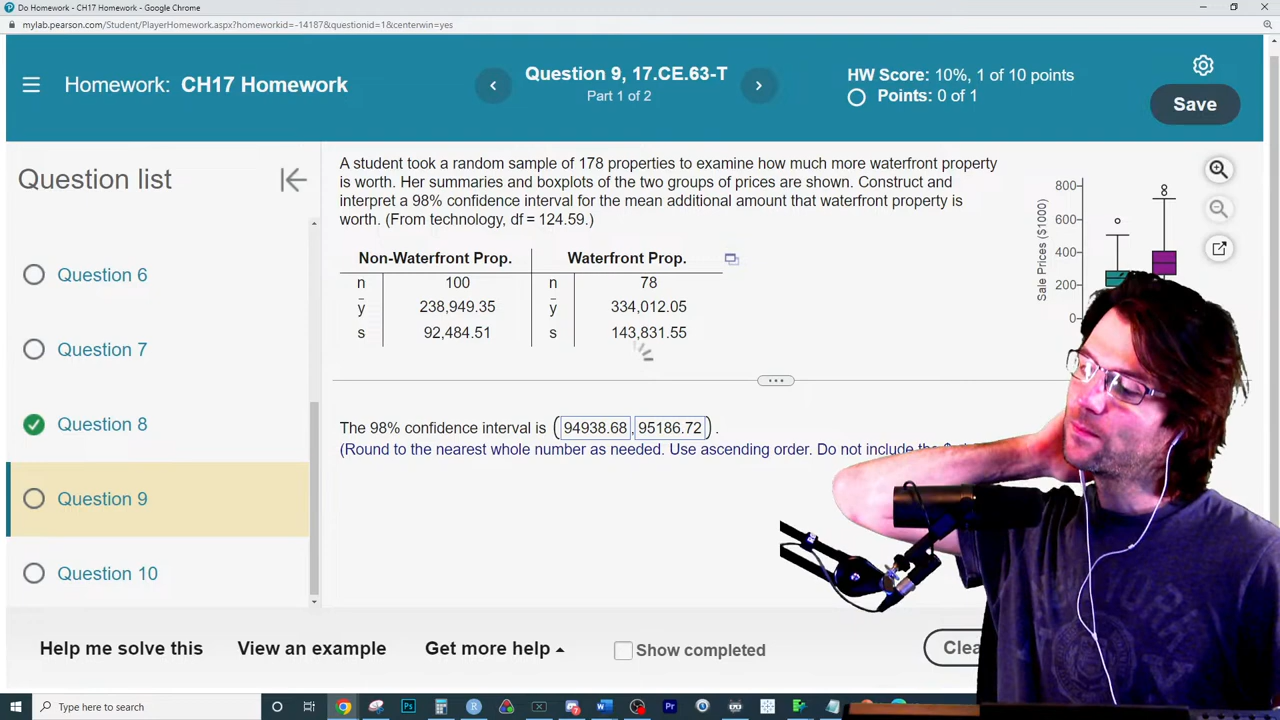 Do Homework - CH17 Homework - Google Chrome
mylab.pearson.com/Student/PlayerHomework.aspx?homeworkid=-14187&questionid=1&centerwin=yes
Homework: CH17 Homework
Question 9, 17.CE.63-T
Part 1 of 2
HW Score: 10%, 1 of 10 points
Points: 0 of 1
Save
Question list
Question 6
Question 7
Question 8
Question 9
Question 10
A student took a random sample of 178 properties to examine how much more waterfront property
is worth. Her summaries and boxplots of the two groups of prices are shown. Construct and
interpret a 98% confidence interval for the mean additional amount that waterfront property is
worth. (From technology, df = 124.59.)
Non-Waterfront Prop. Waterfront Prop.
n 100 n 78
ȳ 238,949.35 ȳ 334,012.05
s 92,484.51 s 143,831.55
Sale Prices ($1000)
800
600
400
200
0
The 98% confidence interval is (94938.68, 95186.72).
(Round to the nearest whole number as needed. Use ascending order. Do not include the $
Help me solve this
View an example
Get more help
Show completed
Clea
Type here to search